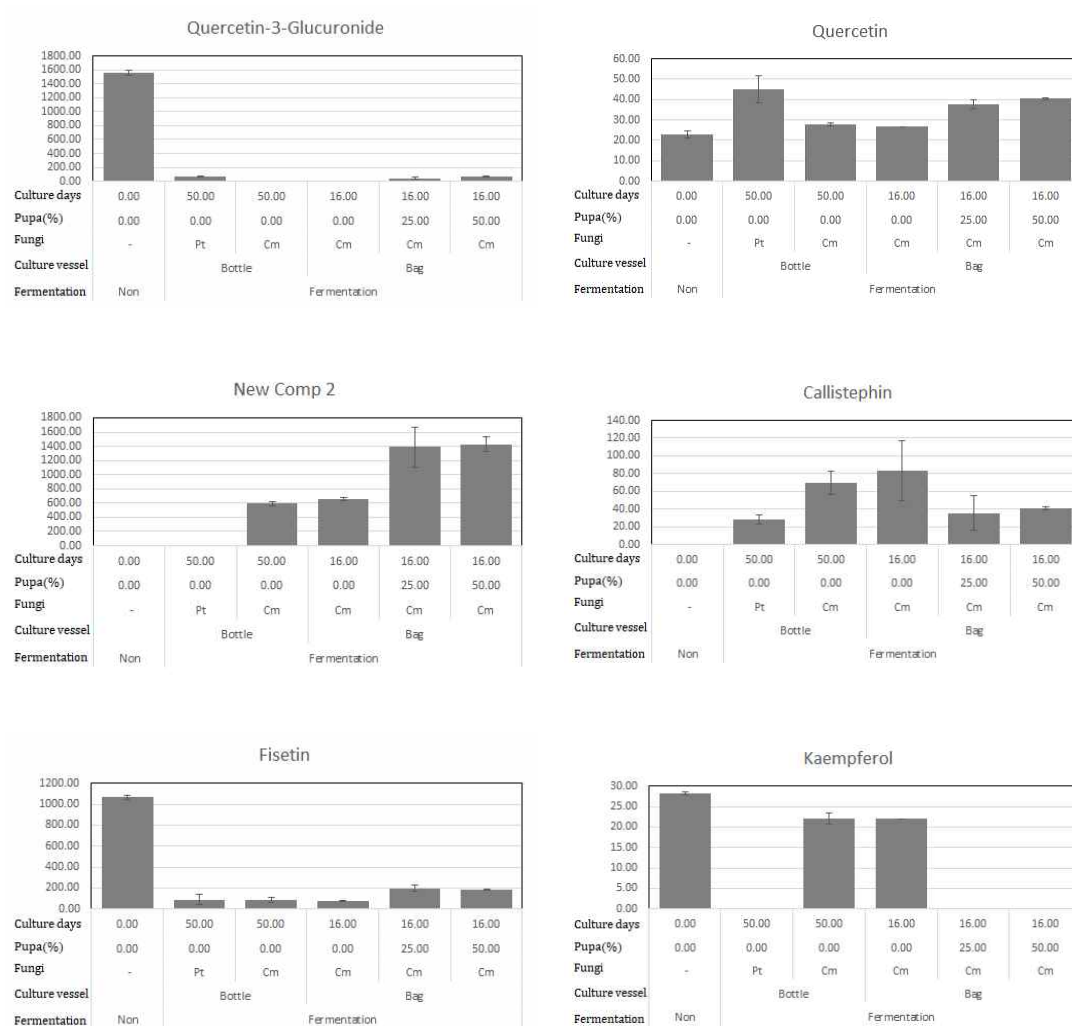 Quercetin-3-Glucuronide
1800.00
1600.00
1400.00
1200.00
1000.00
800.00
600.00
400.00
200.00
0.00
Culture days 0.00 50.00 50.00 16.00 16.00 16.00
Pupa(%) 0.00 0.00 0.00 0.00 25.00 50.00
Fungi - Pt Cm Cm Cm Cm
Culture vessel Bottle Bag
Fermentation Non Fermentation
Quercetin
60.00
50.00
40.00
30.00
20.00
10.00
0.00
Culture days 0.00 50.00 50.00 16.00 16.00 16.00
Pupa(%) 0.00 0.00 0.00 0.00 25.00 50.00
Fungi - Pt Cm Cm Cm Cm
Culture vessel Bottle Bag
Fermentation Non Fermentation
New Comp 2
1800.00
1600.00
1400.00
1200.00
1000.00
800.00
600.00
400.00
200.00
0.00
Culture days 0.00 50.00 50.00 16.00 16.00 16.00
Pupa(%) 0.00 0.00 0.00 0.00 25.00 50.00
Fungi - Pt Cm Cm Cm Cm
Culture vessel Bottle Bag
Fermentation Non Fermentation
Callistephin
140.00
120.00
100.00
80.00
60.00
40.00
20.00
0.00
Culture days 0.00 50.00 50.00 16.00 16.00 16.00
Pupa(%) 0.00 0.00 0.00 0.00 25.00 50.00
Fungi - Pt Cm Cm Cm Cm
Culture vessel Bottle Bag
Fermentation Non Fermentation
Fisetin
1200.00
1000.00
800.00
600.00
400.00
200.00
0.00
Culture days 0.00 50.00 50.00 16.00 16.00 16.00
Pupa(%) 0.00 0.00 0.00 0.00 25.00 50.00
Fungi - Pt Cm Cm Cm Cm
Culture vessel Bottle Bag
Fermentation Non Fermentation
Kaempferol
30.00
25.00
20.00
15.00
10.00
5.00
0.00
Culture days 0.00 50.00 50.00 16.00 16.00 16.00
Pupa(%) 0.00 0.00 0.00 0.00 25.00 50.00
Fungi - Pt Cm Cm Cm Cm
Culture vessel Bottle Bag
Fermentation Non Fermentation